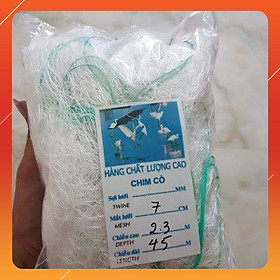 HÀNG CHẤT LƯỢNG CAO
CHIM CÒ
Sợi lưới MM
TWINE
Mắt lưới 7 CM
MESH
Chiều cao 2.3 M
DEPTH
Chiều dài 45 M
LENGTH